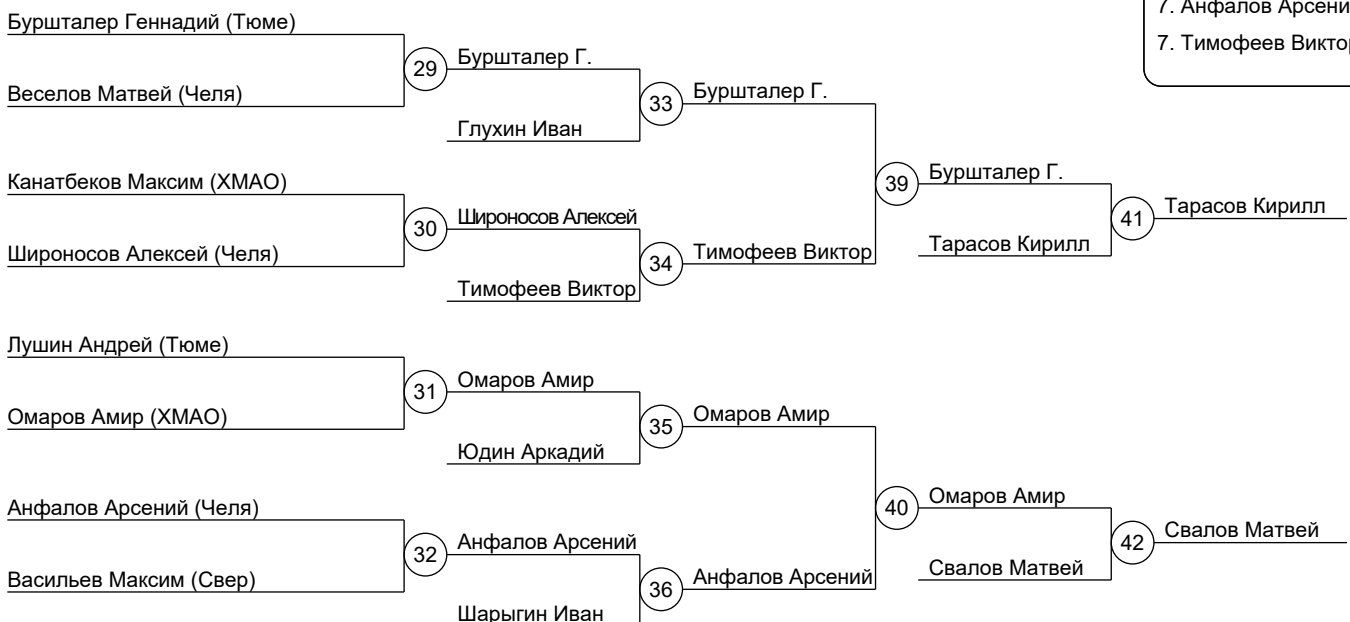 7. Анфалов Арсени
7. Тимофеев Виктор
Буршталер Геннадий (Тюме)
29
Буршталер Г.
Веселов Матвей (Челя)
33
Буршталер Г.
Глухин Иван
Канатбеков Максим (ХМАО)
39
Буршталер Г.
30
Широносов Алексей
41
Тарасов Кирилл
Широносов Алексей (Челя)
34
Тимофеев Виктор
Тарасов Кирилл
Тимофеев Виктор
Лушин Андрей (Тюме)
31
Омаров Амир
Омаров Амир (ХМАО)
35
Омаров Амир
Юдин Аркадий
Анфалов Арсений (Челя)
40
Омаров Амир
32
Анфалов Арсений
42
Свалов Матвей
Васильев Максим (Свер)
36
Анфалов Арсений
Свалов Матвей
Шарыгин Иван